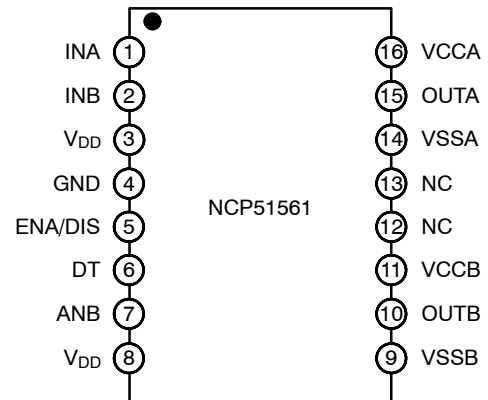 INA 1 16 VCCA
INB 2 15 OUTA
VDD 3 14 VSSA
GND 4 13 NC
NCP51561
ENA/DIS 5 12 NC
DT 6 11 VCCB
ANB 7 10 OUTB
VDD 8 9 VSSB